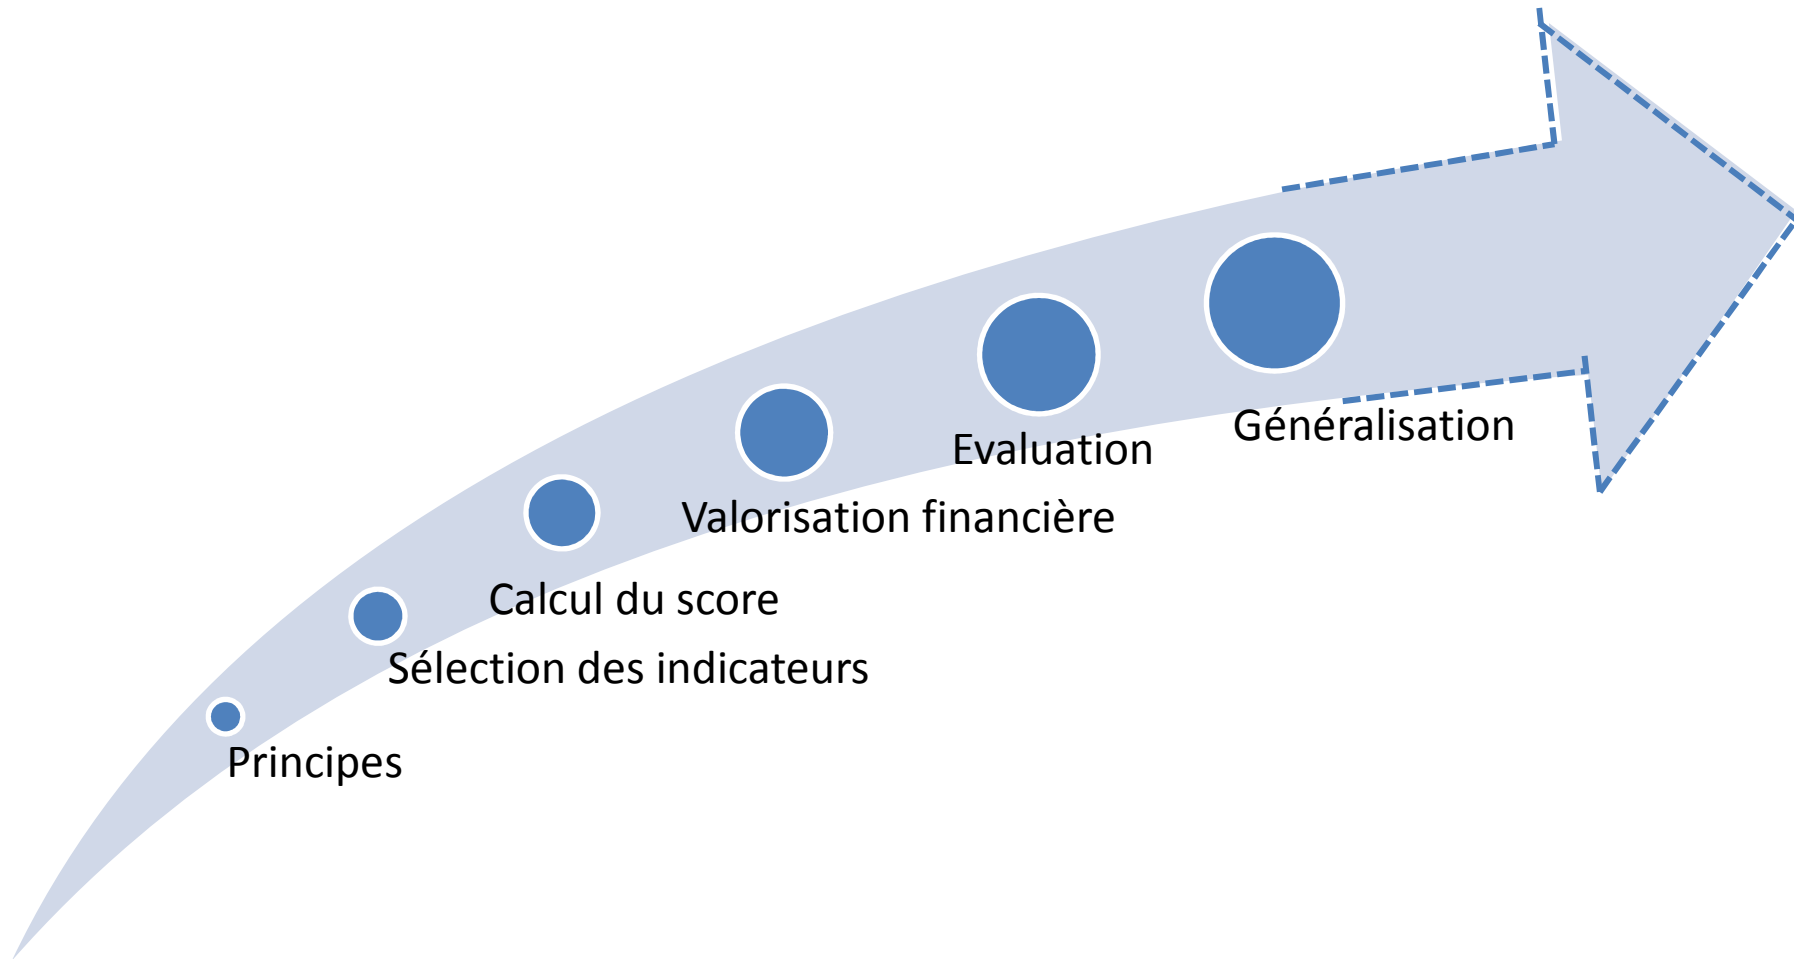 Principes
Sélection des indicateurs
Calcul du score
Valorisation financière
Evaluation
Généralisation